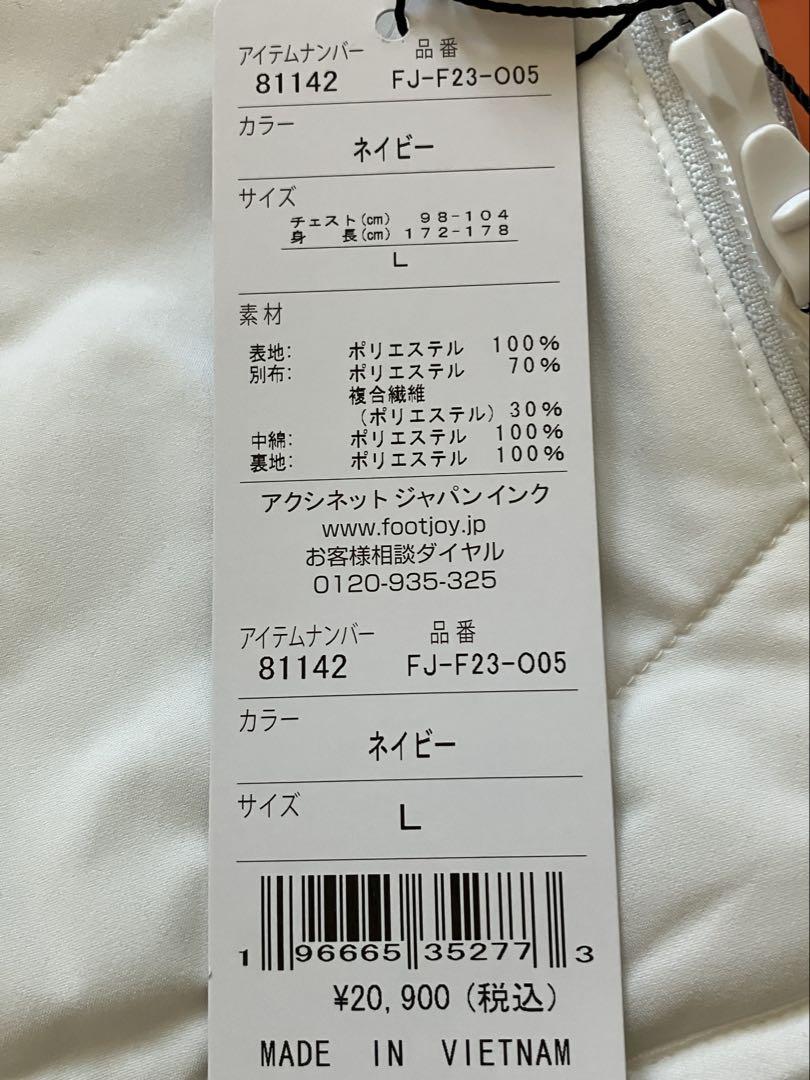 アイテムナンバー 品番
81142 FJ-F23-O05
カラー
ネイビー
サイズ
チェスト(cm) 98-104
身 長(cm) 172-178
L
素材
表地: ポリエステル 100%
別布: ポリエステル 70%
複合繊維
(ポリエステル) 30%
中綿: ポリエステル 100%
裏地: ポリエステル 100%
アクシネット ジャパン インク
www.footjoy.jp
お客様相談ダイヤル
0120-935-325
アイテムナンバー 品番
81142 FJ-F23-O05
カラー
ネイビー
サイズ
L
1 96665 35277 3
¥20,900 (税込)
MADE IN VIETNAM